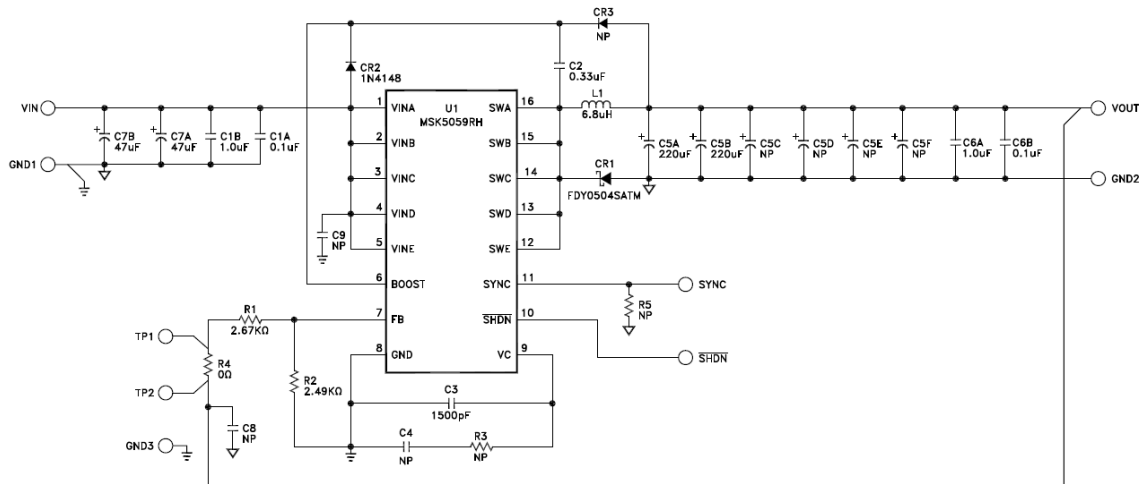 CR3
NP
CR2
1N4148
C2
0.33uF
L1
6.8uH
VIN
VOUT
U1
MSK5059RH
1 VINA SWA 16
2 VINB SWB 15
3 VINC SWC 14
4 VIND SWD 13
5 VINE SWE 12
6 BOOST SYNC 11
7 FB SHDN 10
8 GND VC 9
+ C7B
47uF
+ C7A
47uF
C1B
1.0uF
C1A
0.1uF
GND1
+ C5A
220uF
+ C5B
220uF
+ C5C
NP
+ C5D
NP
+ C5E
NP
+ C5F
NP
C6A
1.0uF
C6B
0.1uF
CR1
FDY0504SATM
GND2
C9
NP
SYNC
R5
NP
SHDN
R1
2.67KΩ
TP1
R4
0Ω
TP2
R2
2.49KΩ
C3
1500pF
C8
NP
GND3
C4
NP
R3
NP